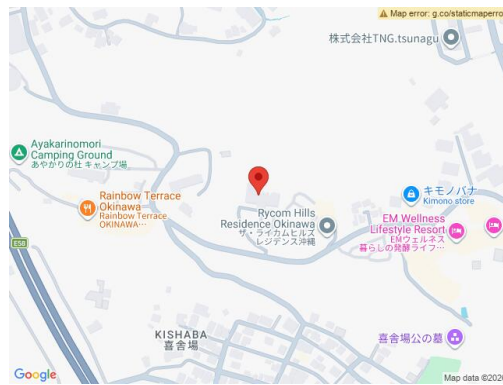 Map error: g.co/staticmaperro
株式会社TNG.tsunagu
Ayakarinomori
Camping Ground
あやかりの杜 キャンプ場
Rainbow Terrace
Okinawa
Rainbow Terrace
OKINAWA…
キモノバナ
Kimono store
Rycom Hills
Residence Okinawa
ザ・ライカムヒルズ
レジデンス沖縄
EM Wellness
Lifestyle Resort
EMウェルネス
暮らしの発酵ライフ…
E58
KISHABA
喜舎場
喜舎場公の墓
Google
Map data ©202